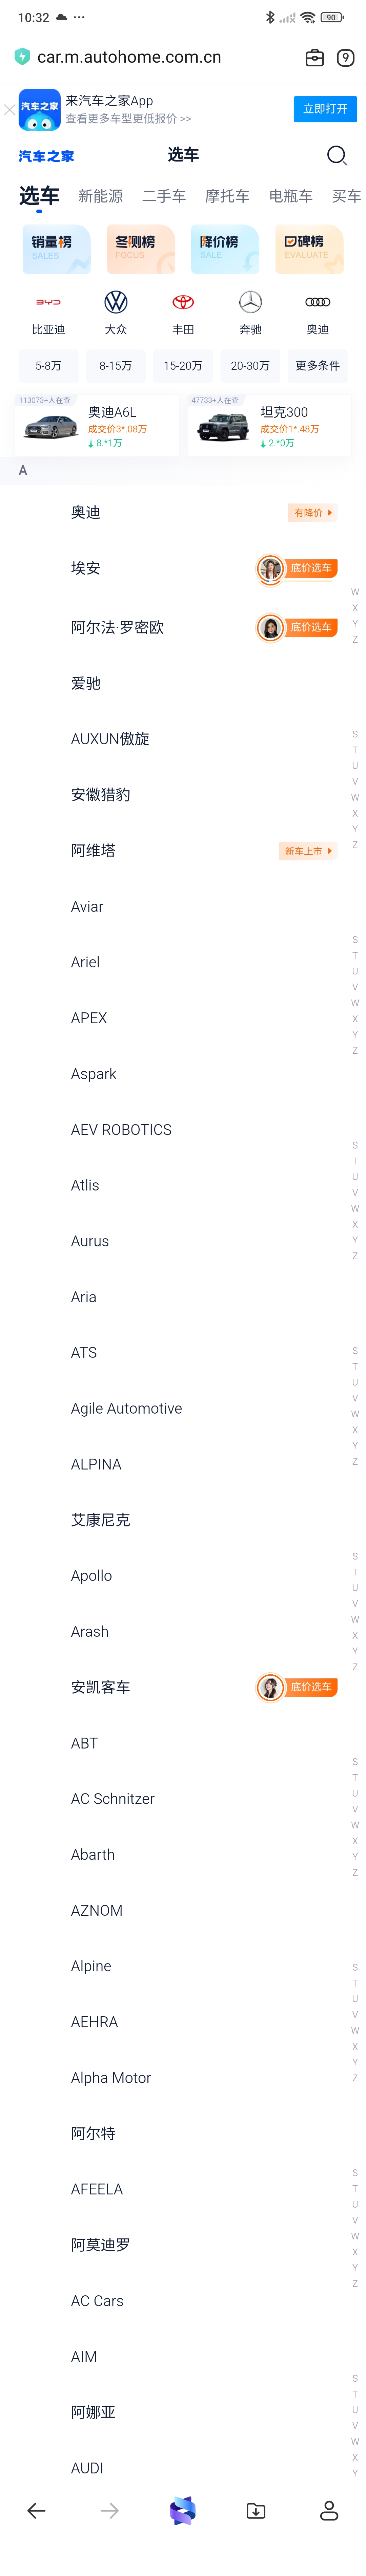 10:32
90
car.m.autohome.com.cn
9
汽车之家
来汽车之家App
查看更多车型更低报价 >>
立即打开
汽车之家
选车
选车 新能源 二手车 摩托车 电瓶车 买车
销量榜 冬测榜 降价榜 口碑榜
SALES FOCUS SALE EVALUATE
BYD
比亚迪 大众 丰田 奔驰 奥迪
5-8万 8-15万 15-20万 20-30万 更多条件
113073+人在查
奥迪A6L
成交价3*.08万
8.*1万
47733+人在查
坦克300
成交价1*.48万
2.*0万
A
奥迪
有降价
埃安
底价选车
W
X
阿尔法·罗密欧
底价选车
Y
Z
爱驰
S
AUXUN傲旋
T
U
V
安徽猎豹
W
X
Y
Z
阿维塔
新车上市
Aviar
S
T
Ariel
U
V
W
APEX
X
Y
Z
Aspark
AEV ROBOTICS
S
T
U
Atlis
V
W
X
Aurus
Y
Z
Aria
S
ATS
T
U
V
Agile Automotive
W
X
Y
ALPINA
Z
艾康尼克
S
Apollo
T
U
V
W
Arash
X
Y
Z
安凯客车
底价选车
ABT
S
T
U
AC Schnitzer
V
W
X
Abarth
Y
Z
AZNOM
Alpine
S
T
U
AEHRA
V
W
X
Y
Alpha Motor
Z
阿尔特
S
AFEELA
T
U
V
W
阿莫迪罗
X
Y
Z
AC Cars
AIM
S
T
阿娜亚
U
V
W
X
AUDI
Y